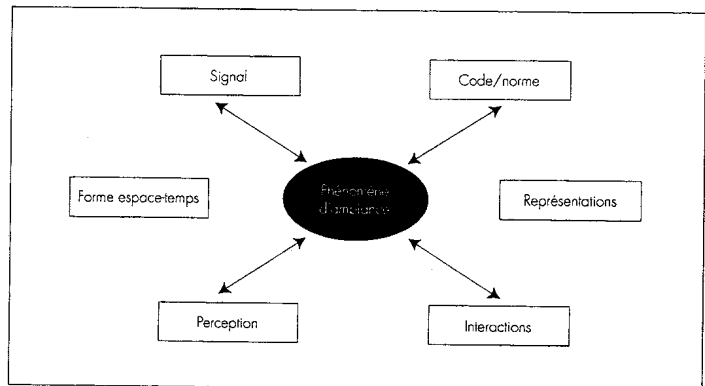 Signal
Code/norme
Phénomène
d'ambiance
Forme espace-temps
Représentations
Perception
Interactions